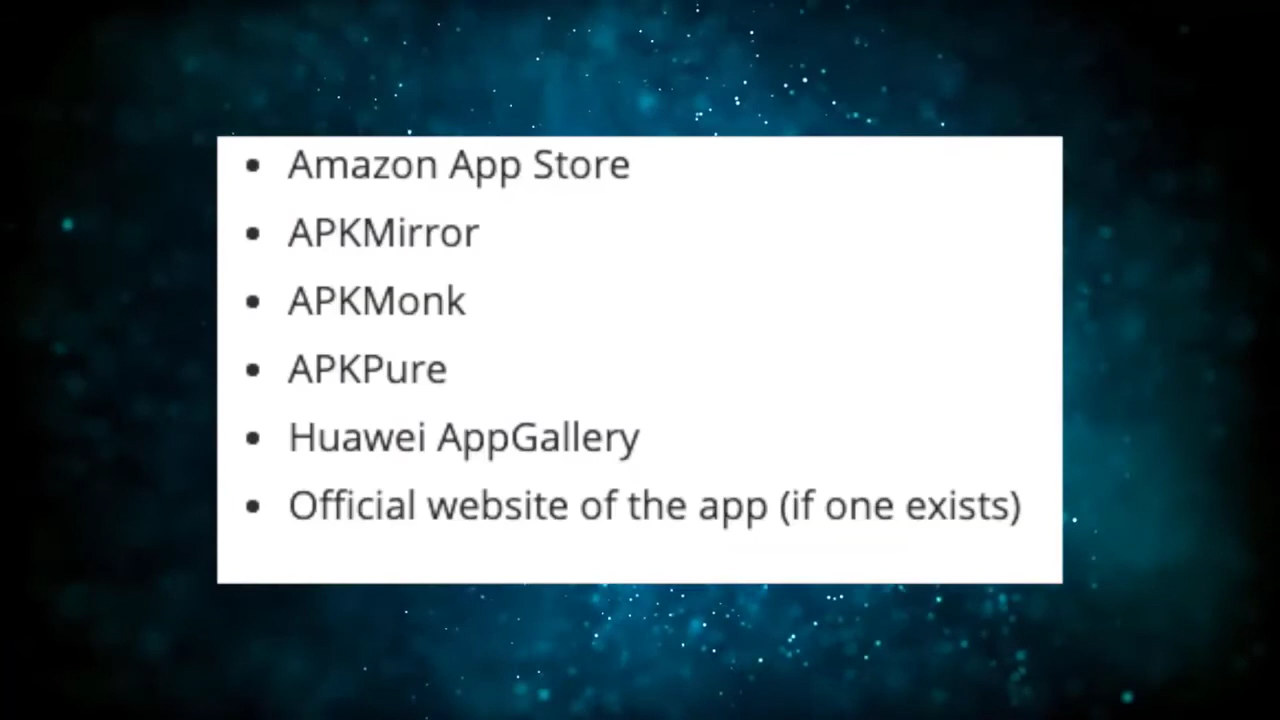 • Amazon App Store
• APKMirror
• APKMonk
• APKPure
• Huawei AppGallery
• Official website of the app (if one exists)